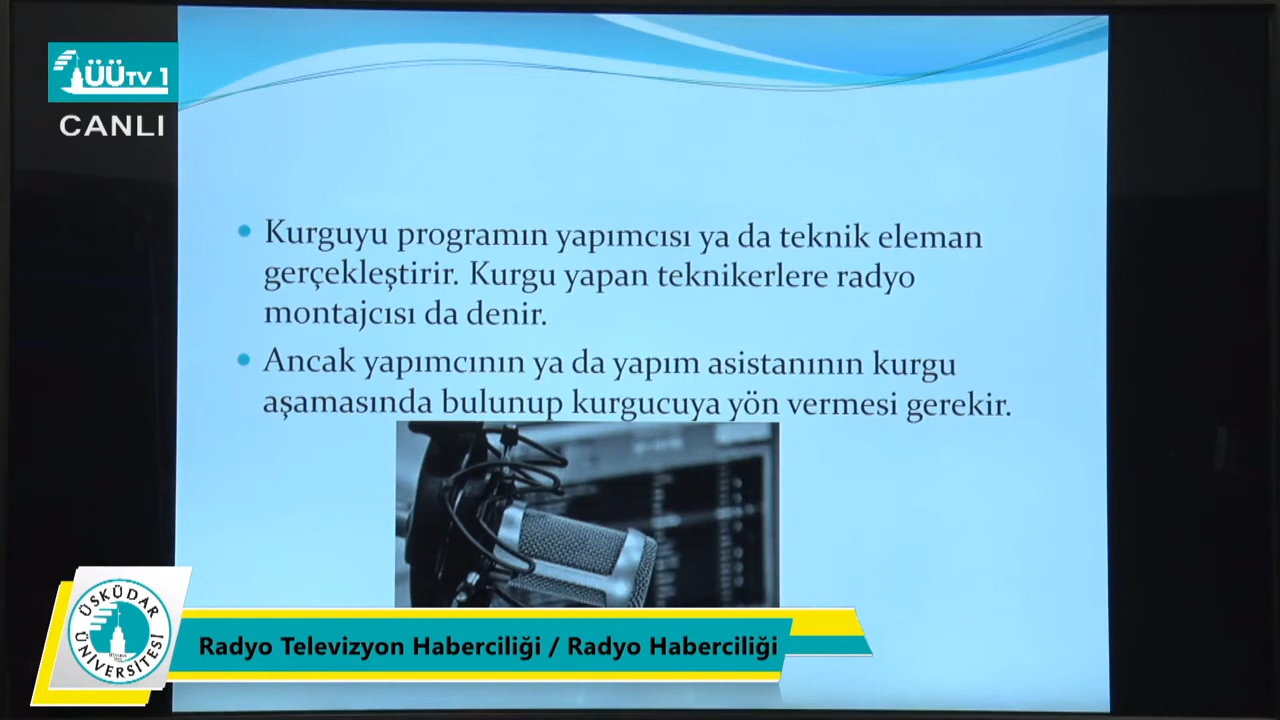 ÜÜTV 1
CANLI
• Kurguyu programın yapımcısı ya da teknik eleman
gerçekleştirir. Kurgu yapan teknikerlere radyo
montajcısı da denir.
• Ancak yapımcının ya da yapım asistanının kurgu
aşamasında bulunup kurgucuya yön vermesi gerekir.
ÜSKÜDAR
ÜNİVERSİTESİ
Radyo Televizyon Haberciliği / Radyo Haberciliği